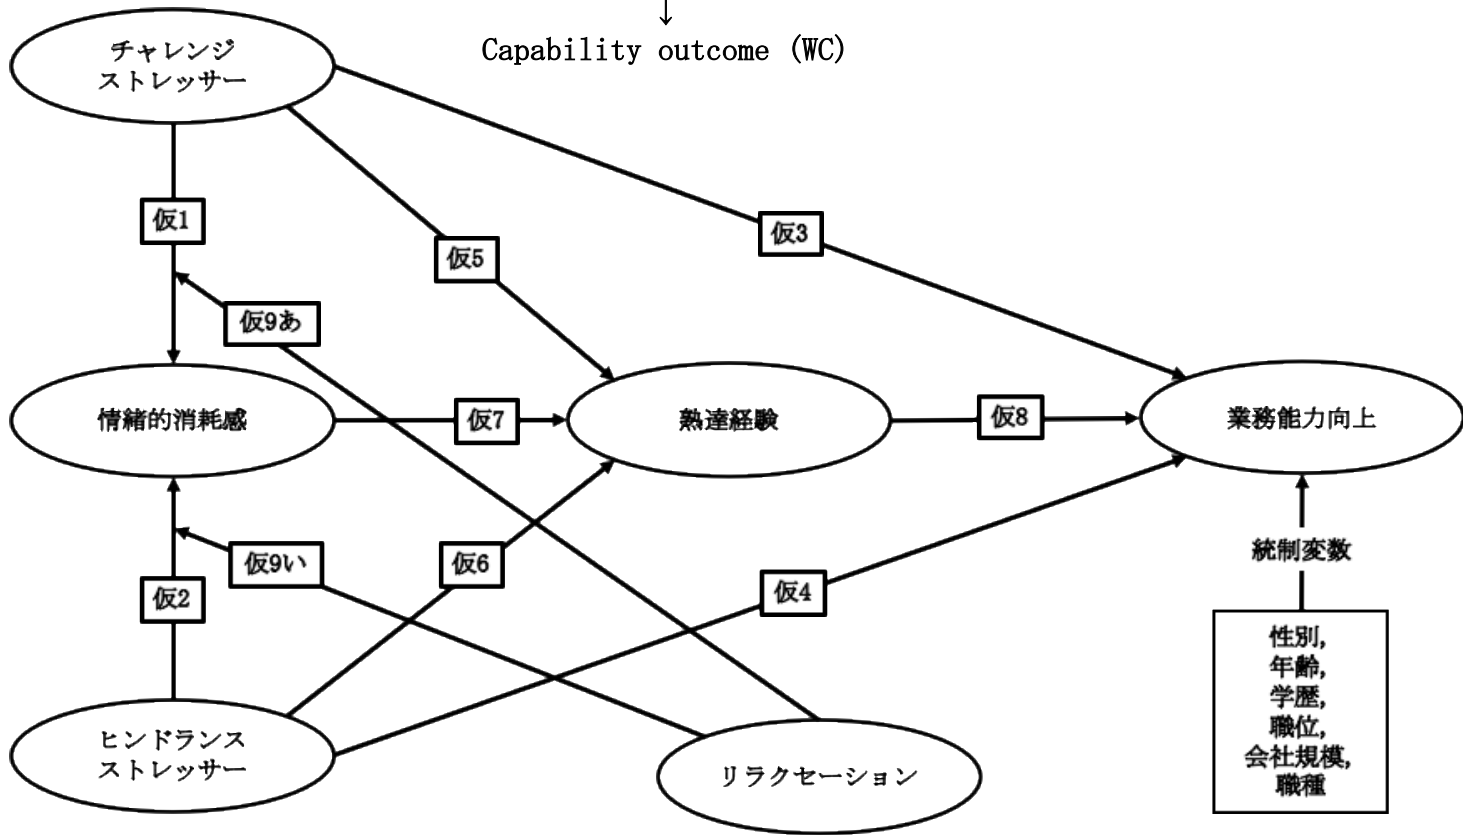 ↓
Capability outcome (WC)
チャレンジ
ストレッサー
仮1
仮3
仮5
仮9あ
情緒的消耗感
仮7
熟達経験
仮8
業務能力向上
仮9い
仮6
仮2
仮4
統制変数
ヒンドランス
ストレッサー
リラクセーション
性別,
年齢,
学歴,
職位,
会社規模,
職種